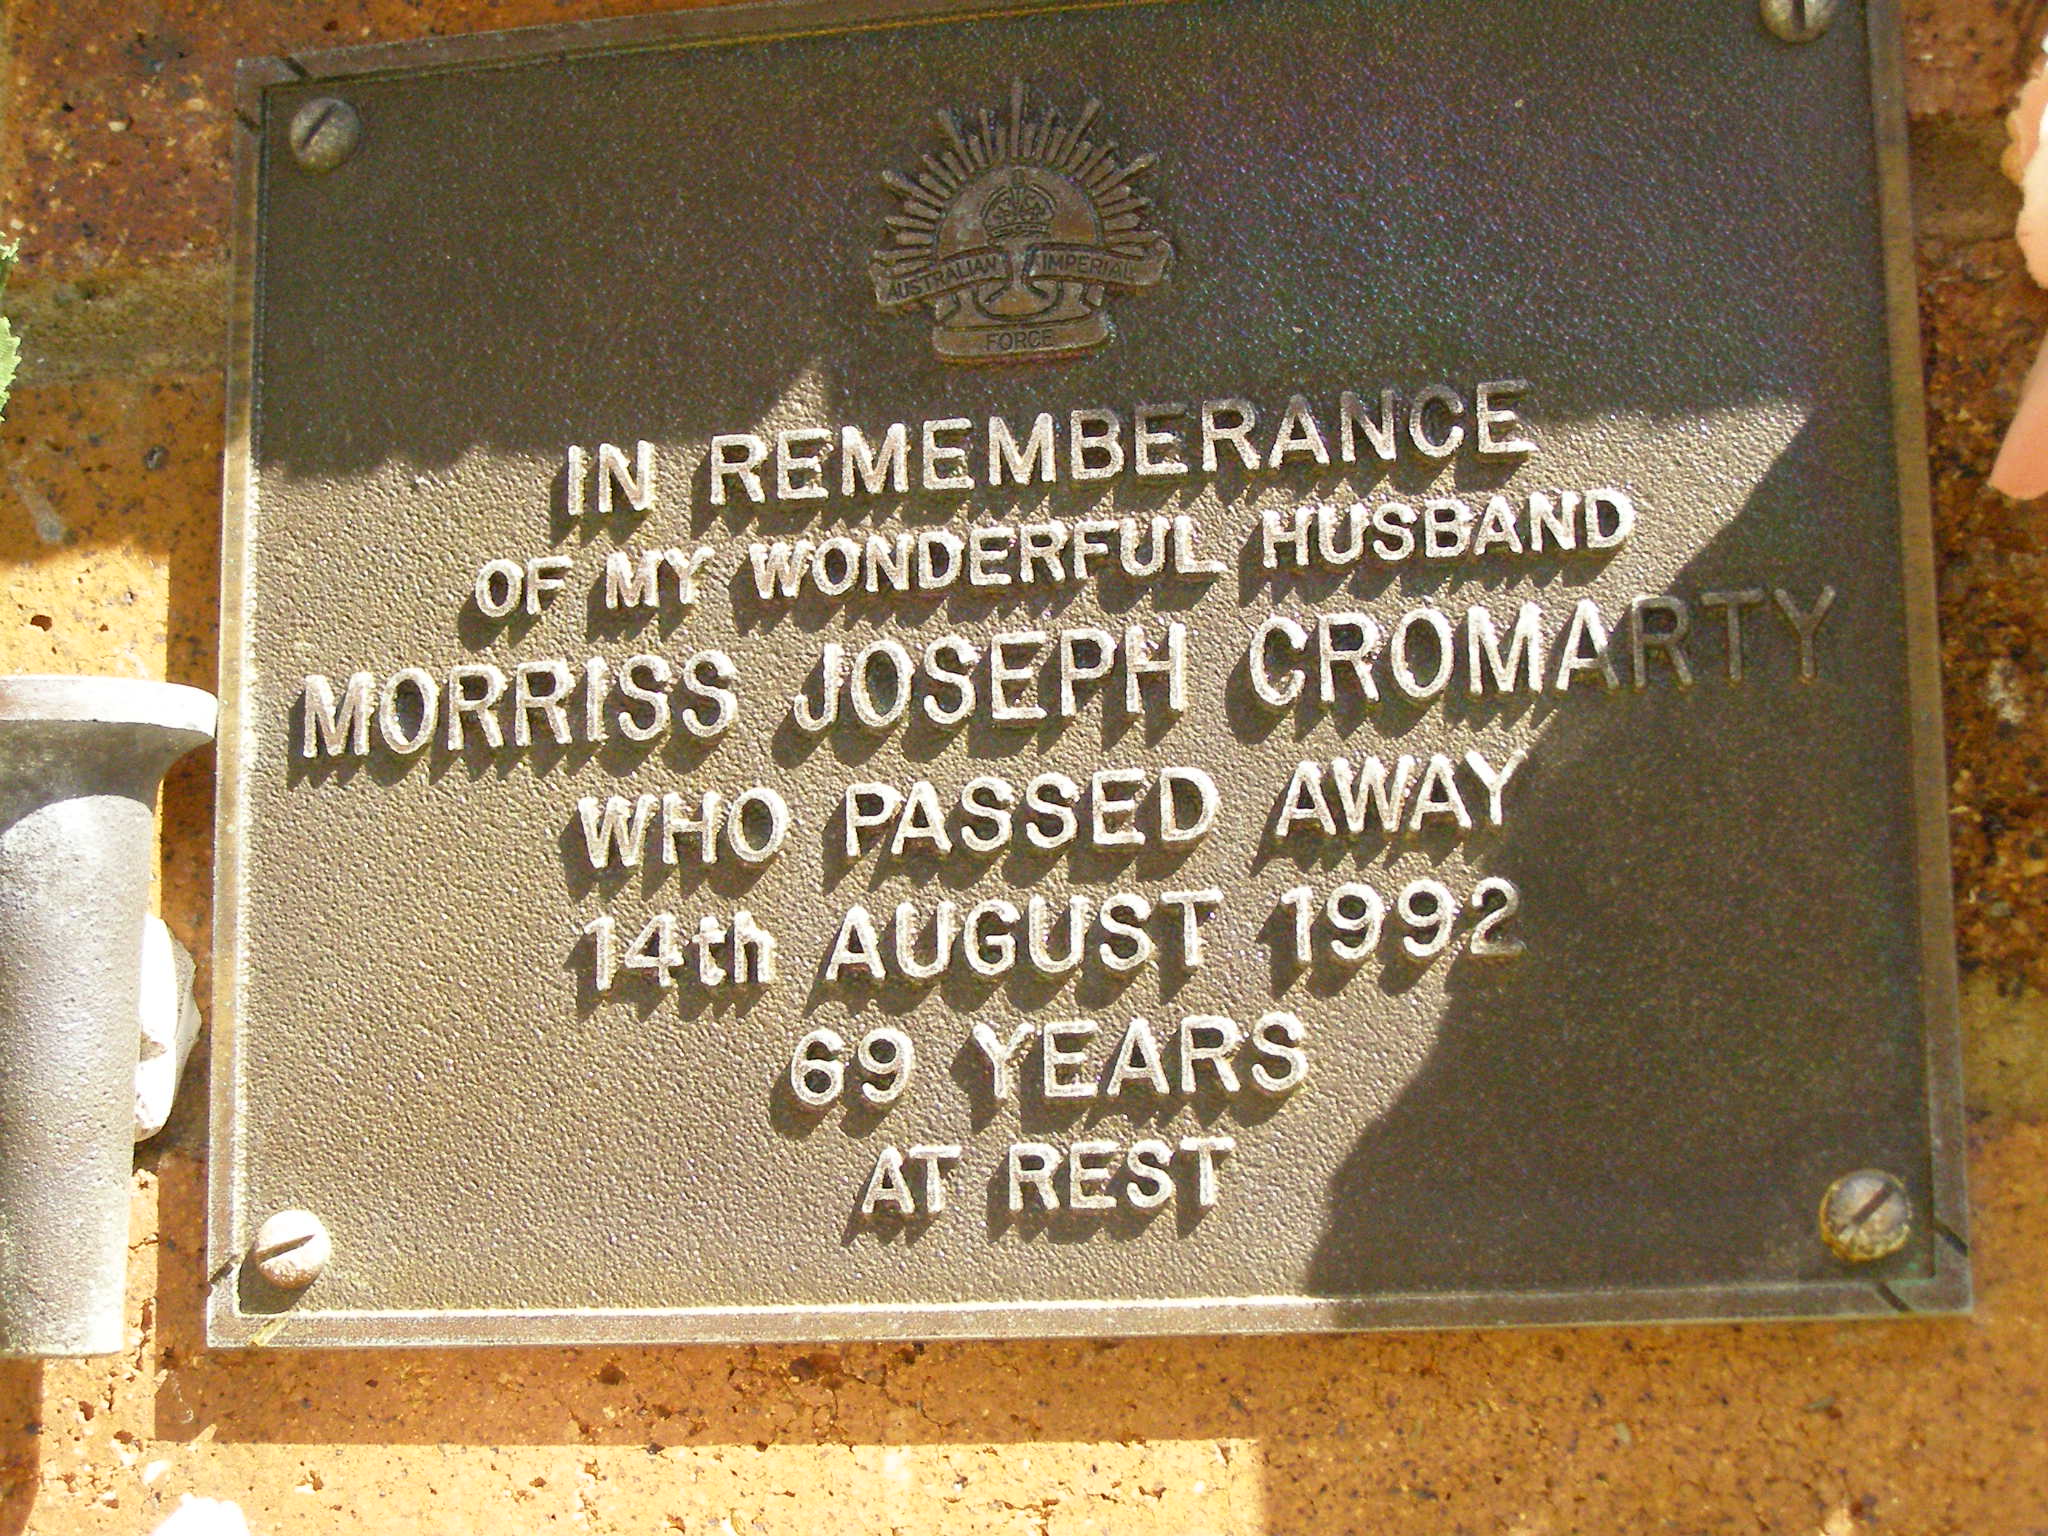 AUSTRALIAN IMPERIAL
FORCE
IN REMEMBERANCE
OF MY WONDERFUL HUSBAND
MORRISS JOSEPH CROMARTY
WHO PASSED AWAY
14th AUGUST 1992
69 YEARS
AT REST